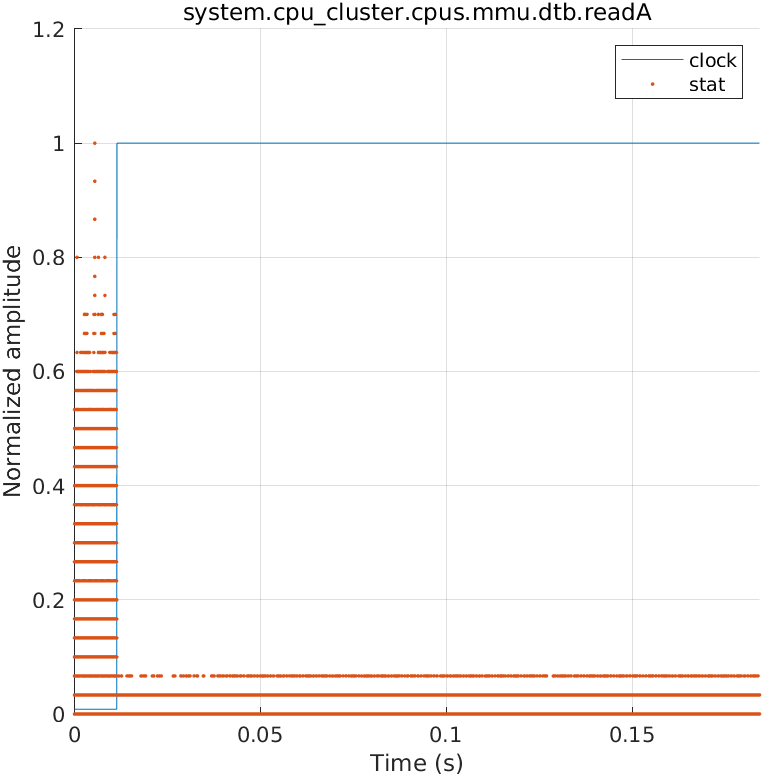 system.cpu_cluster.cpus.mmu.dtb.readA
1.2
1
0.8
0.6
0.4
0.2
0
Normalized amplitude
clock
stat
0
0.05
0.1
0.15
Time (s)